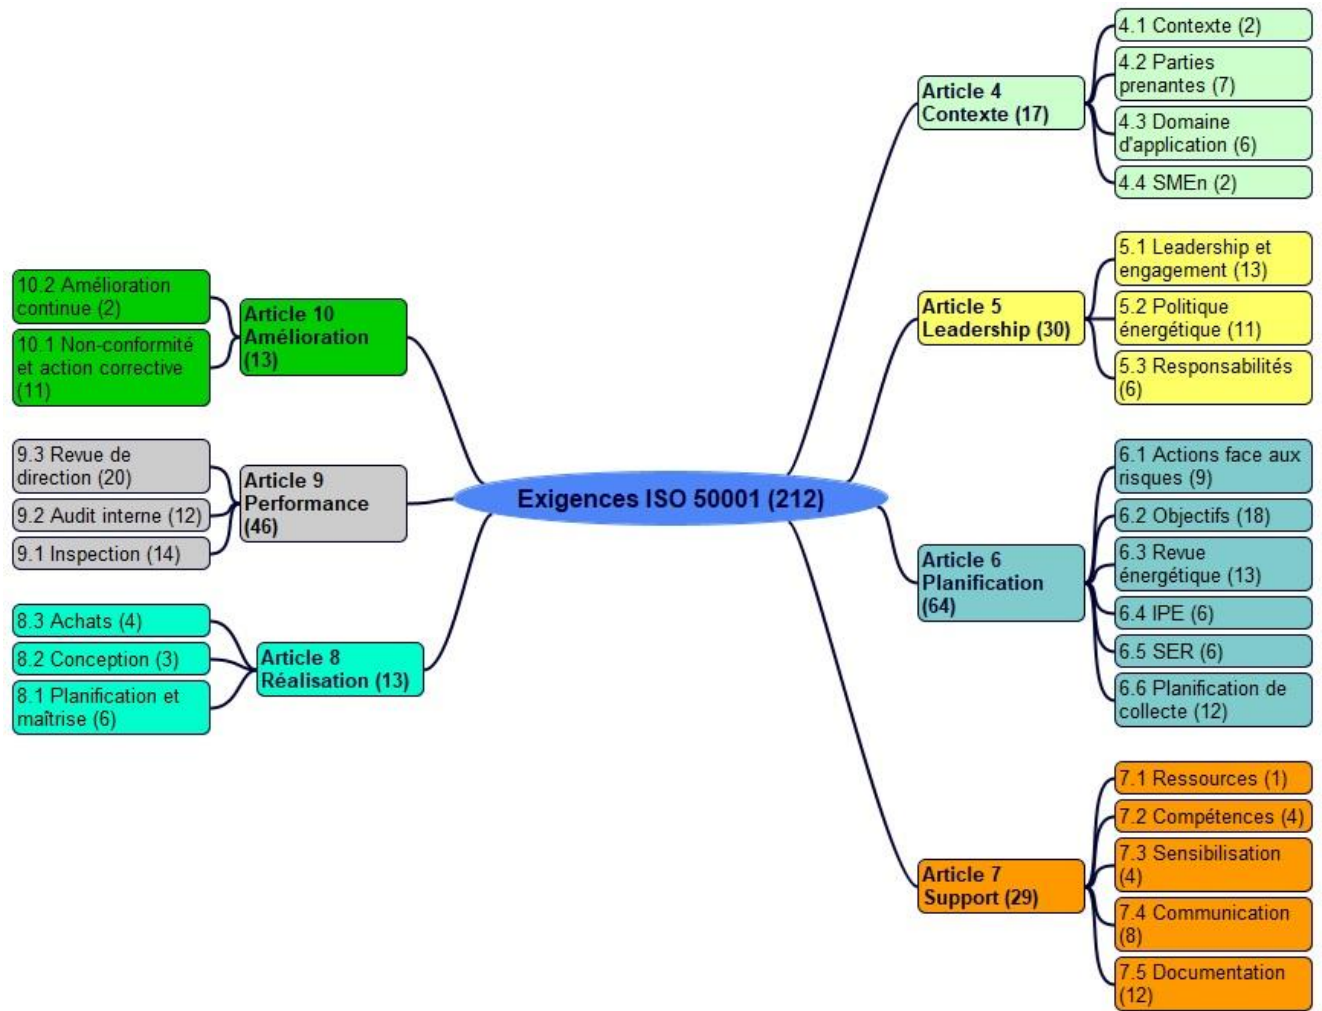 Exigences ISO 50001 (212)
Article 4
Contexte (17)
4.1 Contexte (2)
4.2 Parties
prenantes (7)
4.3 Domaine
d'application (6)
4.4 SMEn (2)
Article 5
Leadership (30)
5.1 Leadership et
engagement (13)
5.2 Politique
énergétique (11)
5.3 Responsabilités
(6)
Article 6
Planification
(64)
6.1 Actions face aux
risques (9)
6.2 Objectifs (18)
6.3 Revue
énergétique (13)
6.4 IPE (6)
6.5 SER (6)
6.6 Planification de
collecte (12)
Article 7
Support (29)
7.1 Ressources (1)
7.2 Compétences (4)
7.3 Sensibilisation
(4)
7.4 Communication
(8)
7.5 Documentation
(12)
Article 8
Réalisation (13)
8.3 Achats (4)
8.2 Conception (3)
8.1 Planification et
maîtrise (6)
Article 9
Performance
(46)
9.3 Revue de
direction (20)
9.2 Audit interne (12)
9.1 Inspection (14)
Article 10
Amélioration
(13)
10.2 Amélioration
continue (2)
10.1 Non-conformité
et action corrective
(11)